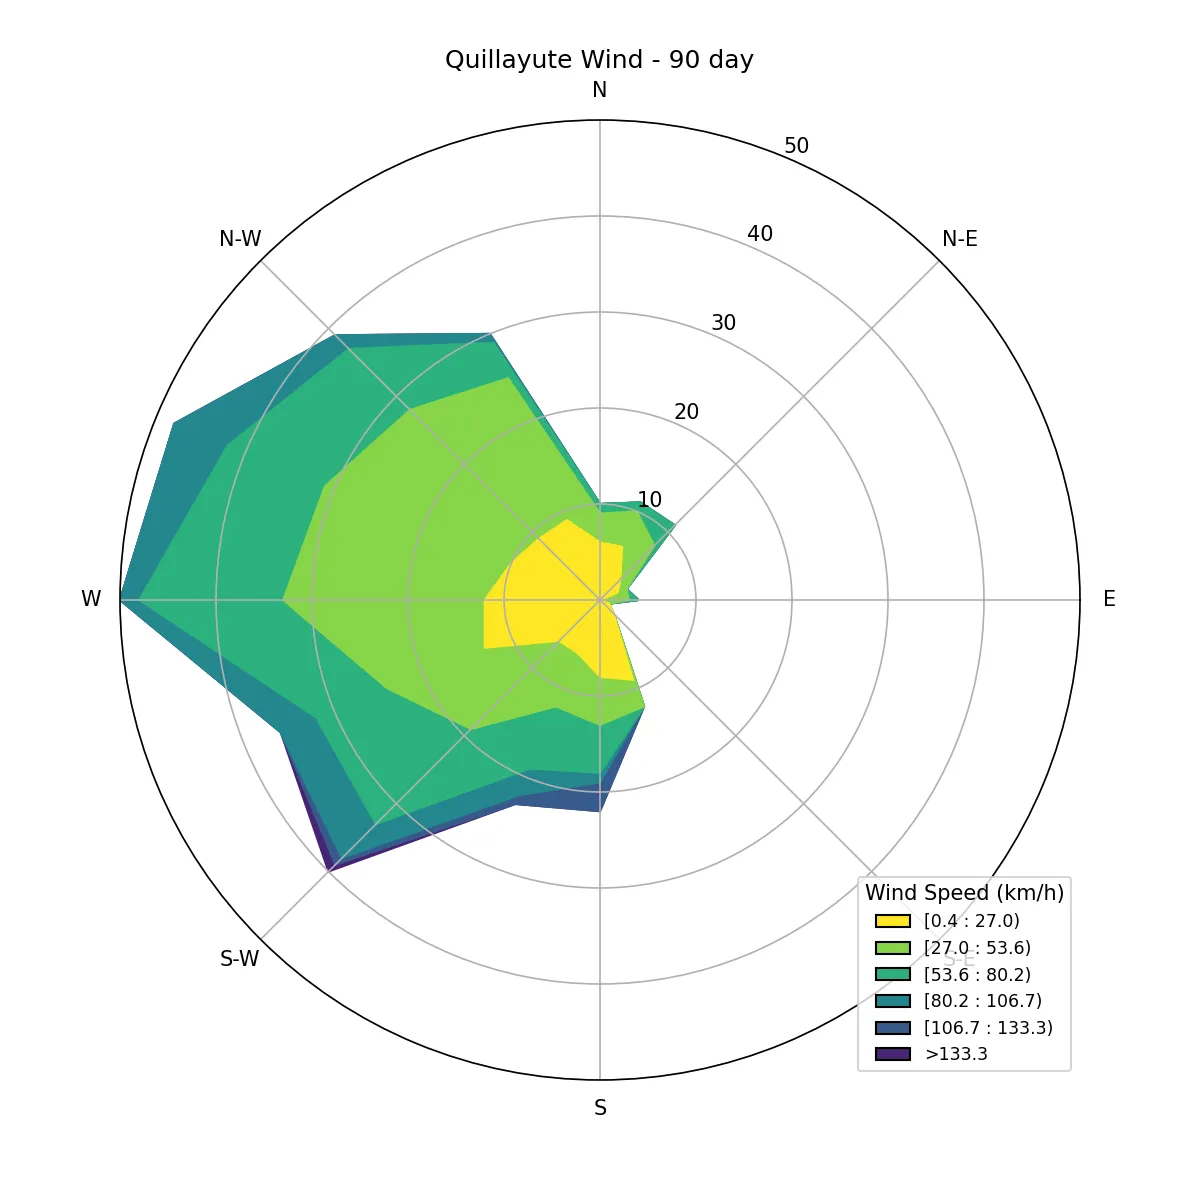 Quillayute Wind - 90 day
N
50
N-W
40
N-E
30
20
10
W
E
S-W
S-E
S
Wind Speed (km/h)
[0.4 : 27.0)
[27.0 : 53.6)
[53.6 : 80.2)
[80.2 : 106.7)
[106.7 : 133.3)
>133.3